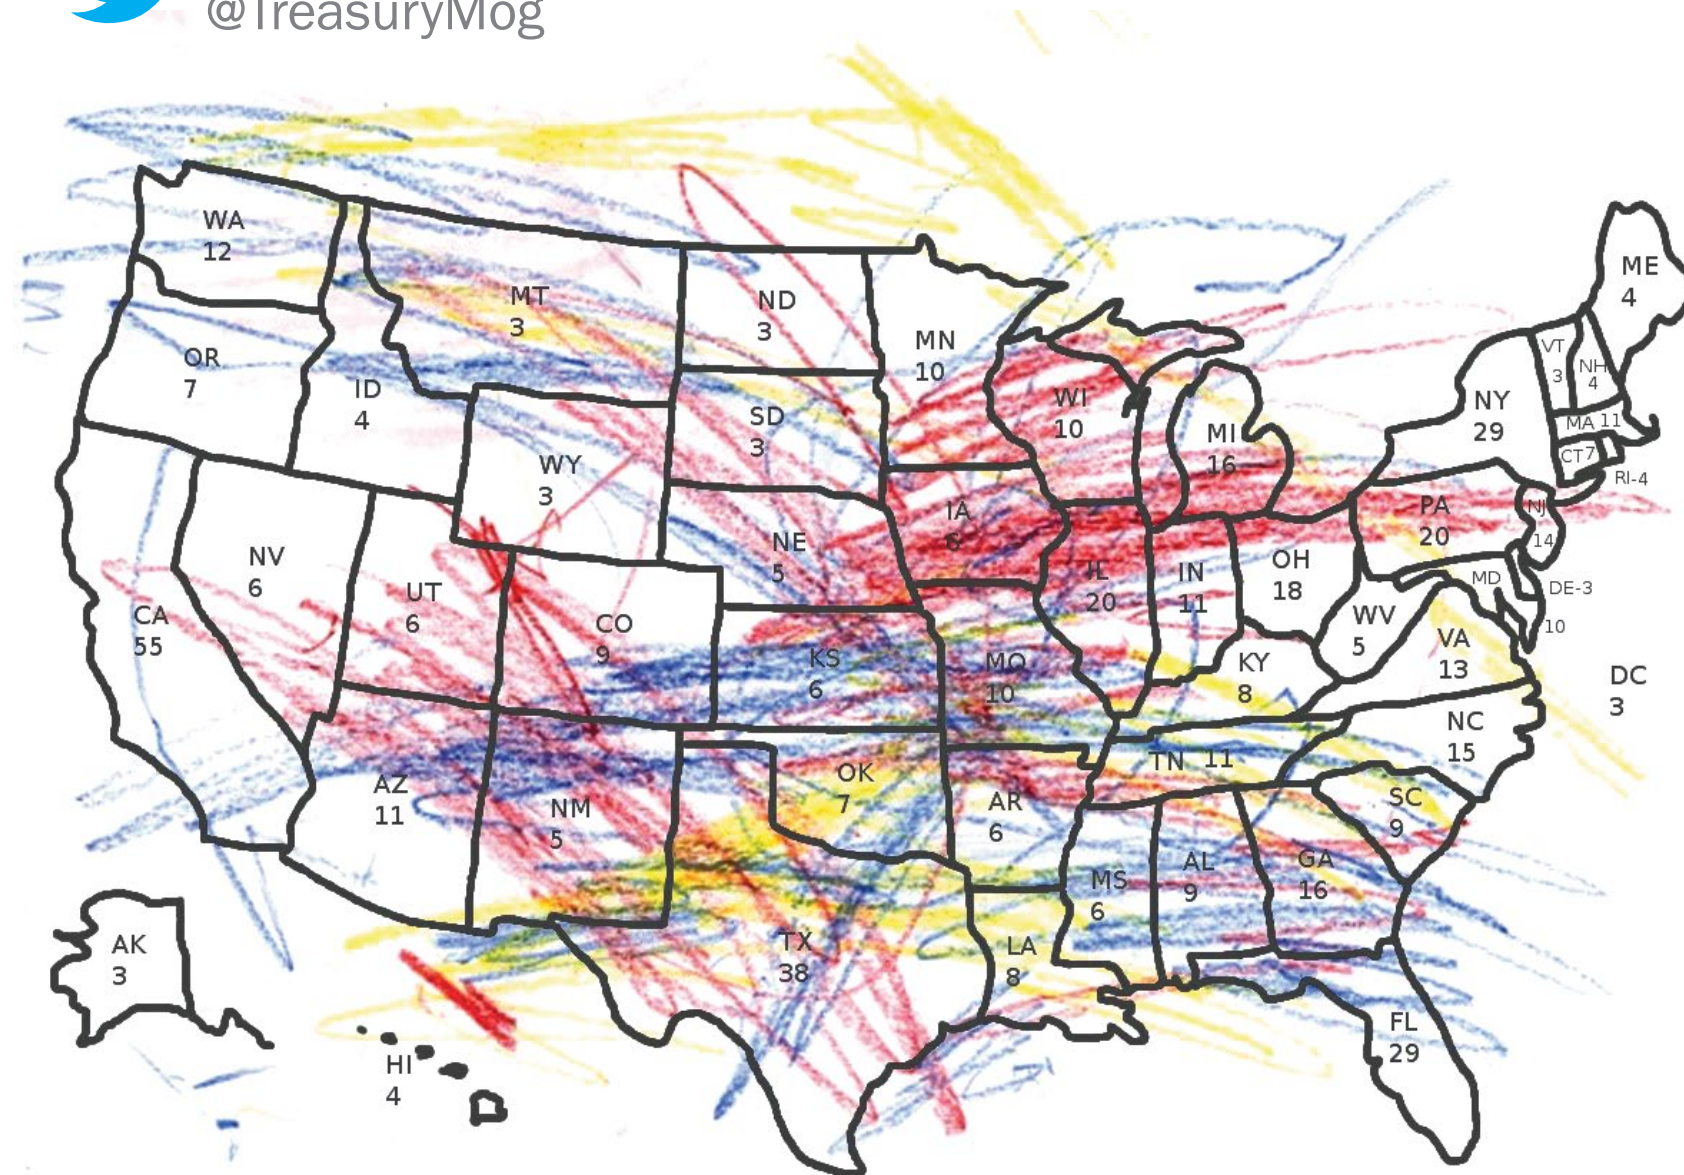 @TreasuryMog
WA
12
OR
7
ID
4
MT
3
ND
3
MN
10
SD
3
WY
3
NE
5
NV
6
UT
6
CO
9
CA
55
KS
6
IA
6
WI
10
MI
16
IL
20
IN
11
OH
18
PA
20
NY
29
VT
3
NH
4
ME
4
MA 11
CT7
RI-4
NJ
14
DE-3
MD
10
WV
5
VA
13
DC
3
KY
8
NC
15
MO
10
TN 11
SC
9
AZ
11
NM
5
OK
7
AR
6
MS
6
AL
9
GA
16
TX
38
LA
8
FL
29
AK
3
HI
4